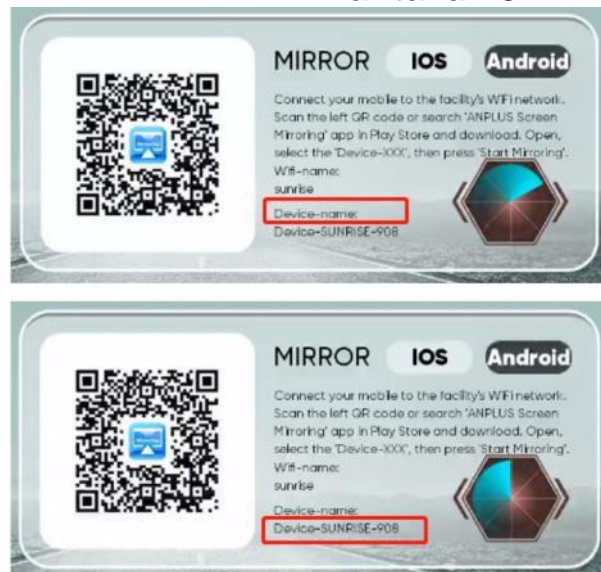 MIRROR IOS Android
Connect your mobile to the facility's WiFi network.
Scan the left QR code or search 'ANPLUS Screen
Mirroring' app in Play Store and download. Open,
select the 'Device-XXX', then press 'Start Mirroring'.
Wifi-name:
sunrise
Device-name:
Device-SUNRISE-908
MIRROR IOS Android
Connect your mobile to the facility's WiFi network.
Scan the left QR code or search 'ANPLUS Screen
Mirroring' app in Play Store and download. Open,
select the 'Device-XXX', then press 'Start Mirroring'.
Wifi-name:
sunrise
Device-name:
Device-SUNRISE-908